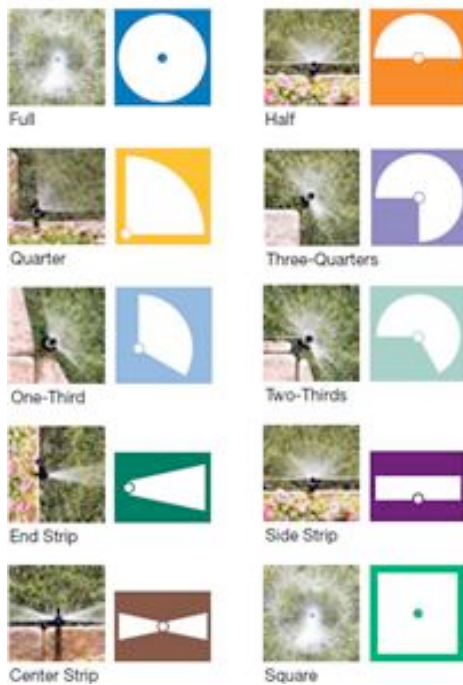 Full
Half
Quarter
Three-Quarters
One-Third
Two-Thirds
End Strip
Side Strip
Center Strip
Square